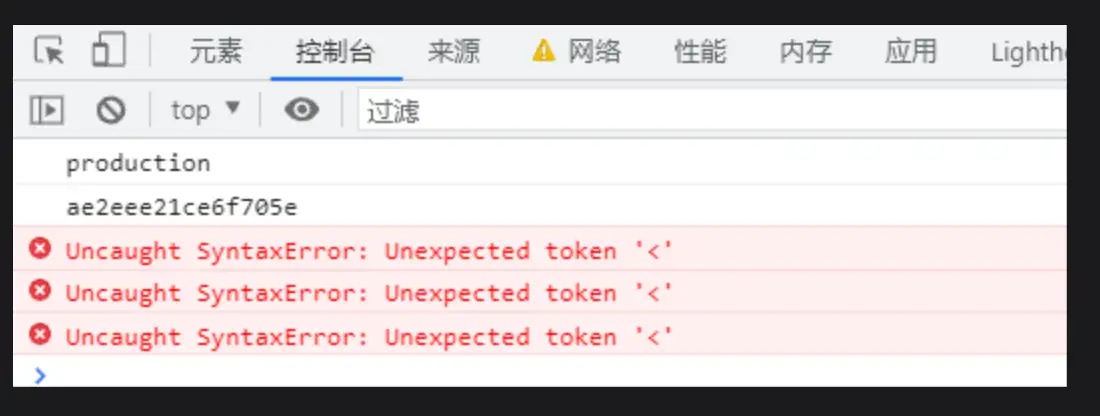 元素 控制台 来源 网络 性能 内存 应用 Lighth
top 过滤
production
ae2eee21ce6f705e
Uncaught SyntaxError: Unexpected token '<'
Uncaught SyntaxError: Unexpected token '<'
Uncaught SyntaxError: Unexpected token '<'